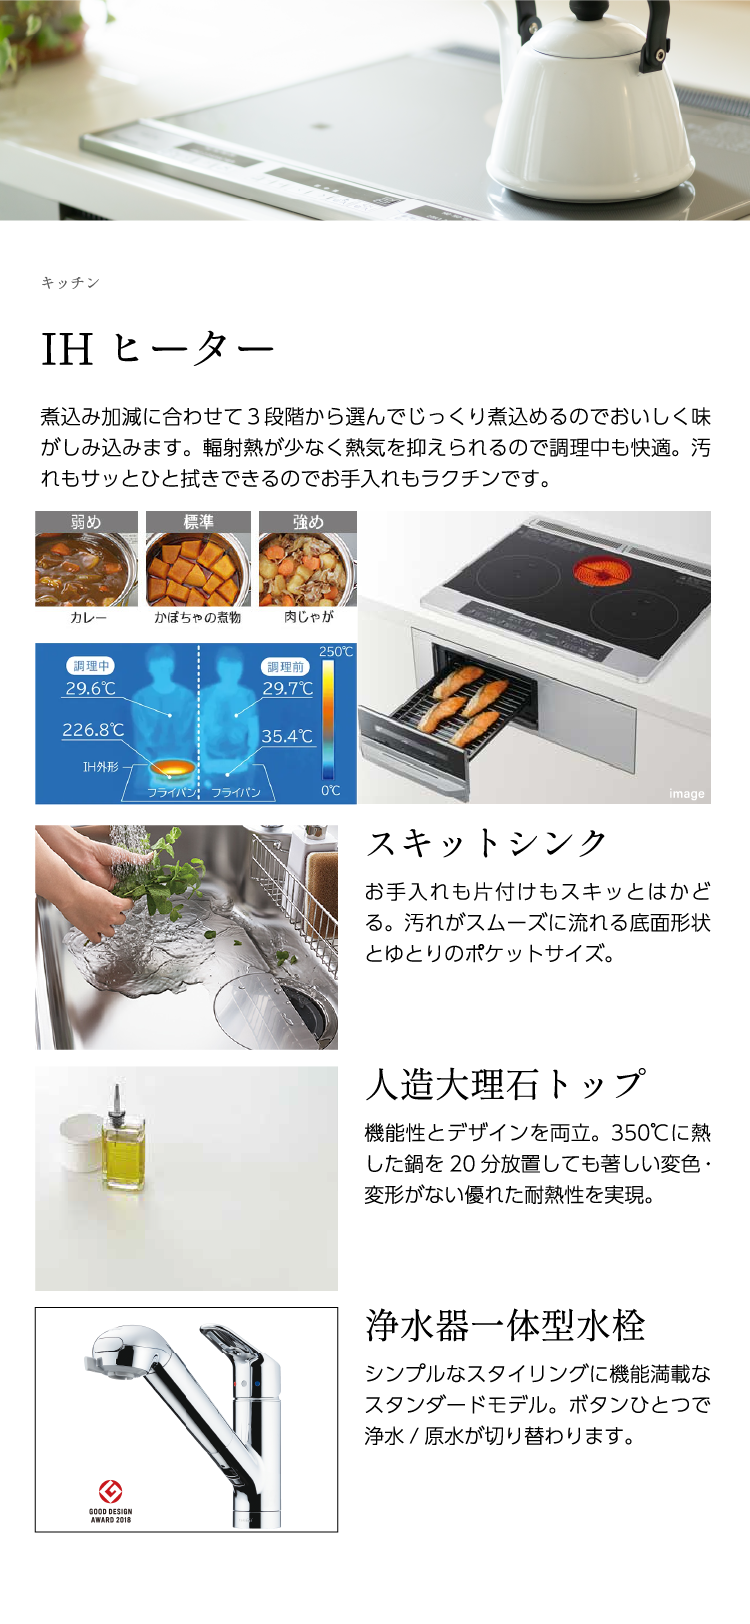 キッチン
IH ヒーター
煮込み加減に合わせて3段階から選んでじっくり煮込めるのでおいしく味
がしみ込みます。輻射熱が少なく熱気を抑えられるので調理中も快適。汚
れもサッとひと拭きできるのでお手入れもラクチンです。
弱め
標準
強め
カレー
かぼちゃの煮物
肉じゃが
調理中
29.6℃
226.8℃
IH外形
フライパン
調理前
29.7℃
35.4℃
フライパン
250℃
0℃
image
スキットシンク
お手入れも片付けもスキッとはかど
る。汚れがスムーズに流れる底面形状
とゆとりのポケットサイズ。
人造大理石トップ
機能性とデザインを両立。350℃に熱
した鍋を 20 分放置しても著しい変色・
変形がない優れた耐熱性を実現。
浄水器一体型水栓
シンプルなスタイリングに機能満載な
スタンダードモデル。ボタンひとつで
浄水 / 原水が切り替わります。
GOOD DESIGN
AWARD 2018